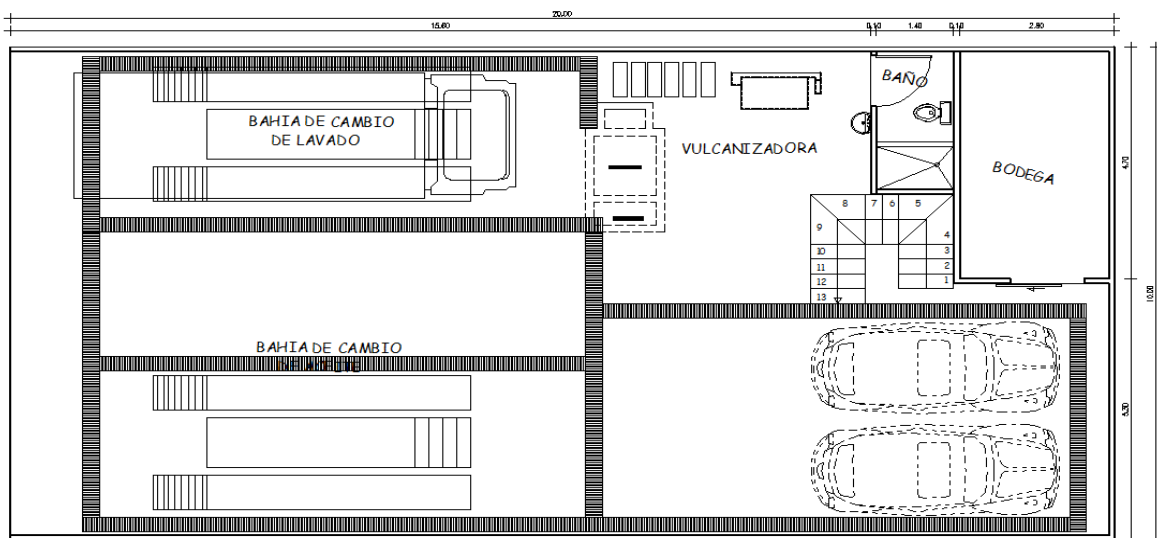 20.00
15.60 0.10 1.40 0.10 2.80
BAÑO
BAHIA DE CAMBIO
DE LAVADO
VULCANIZADORA
BODEGA
4.70
8 7 6 5
9
4
10 3
11 2
12 1
13
10.00
BAHIA DE CAMBIO
DE ACEITE
5.30